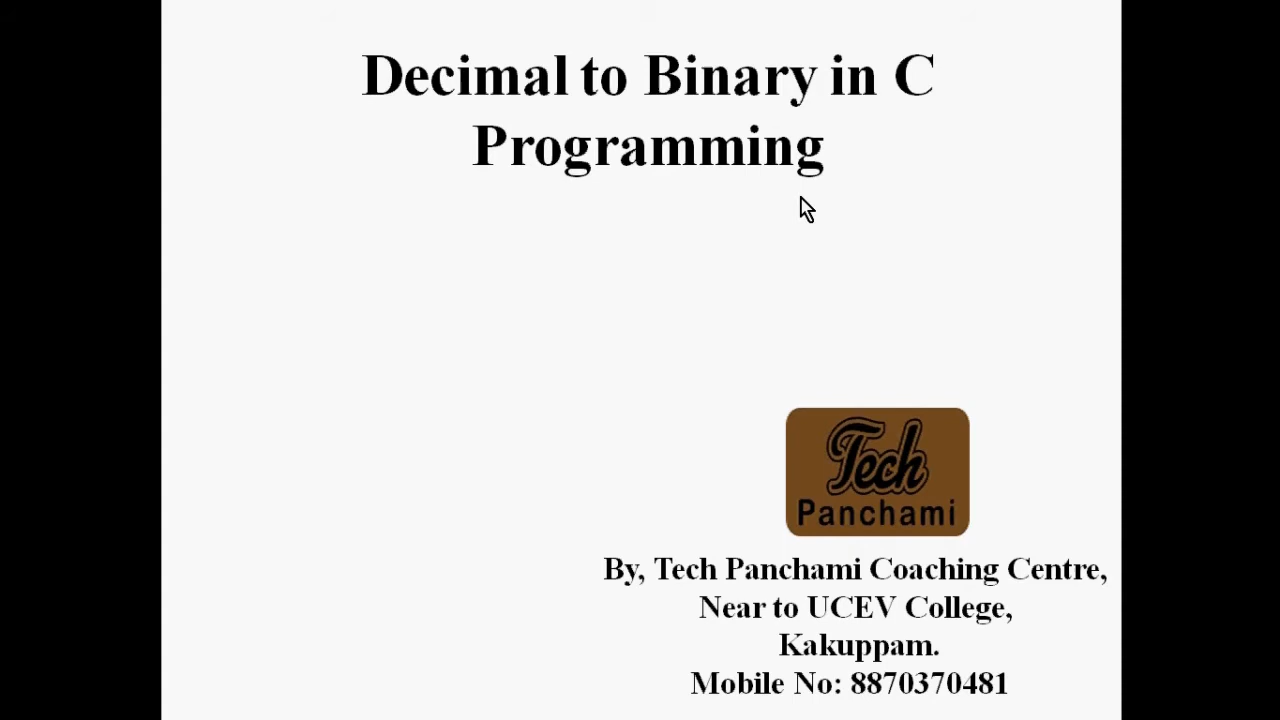 Decimal to Binary in C
Programming
Tech
Panchami
By, Tech Panchami Coaching Centre,
Near to UCEV College,
Kakuppam.
Mobile No: 8870370481